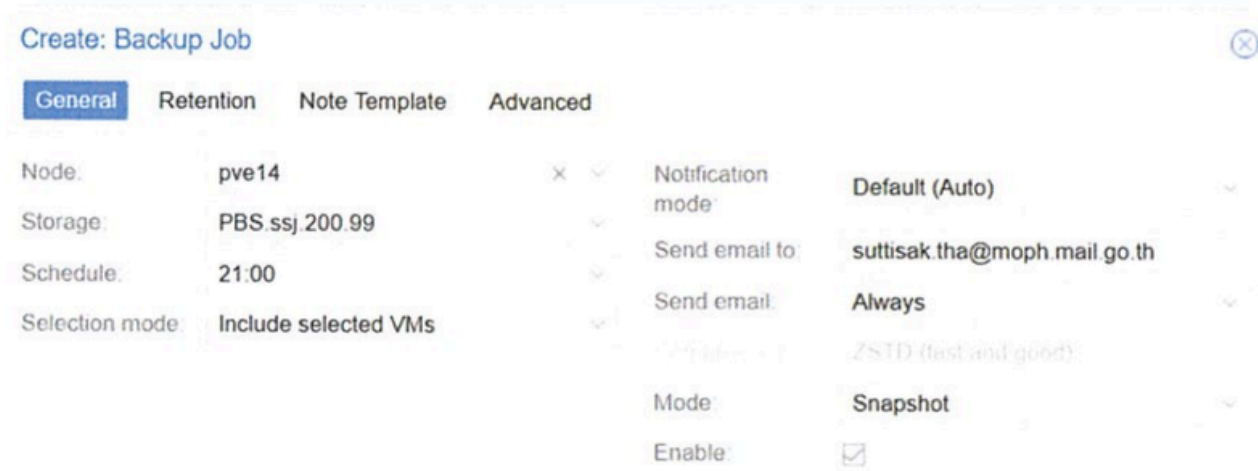 Create: Backup Job
General Retention Note Template Advanced
Node: pve14
Storage: PBS.ssj.200.99
Schedule: 21:00
Selection mode: Include selected VMs
Notification mode: Default (Auto)
Send email to: suttisak.tha@moph.mail.go.th
Send email: Always
ZSTD (fast and good)
Mode: Snapshot
Enable: